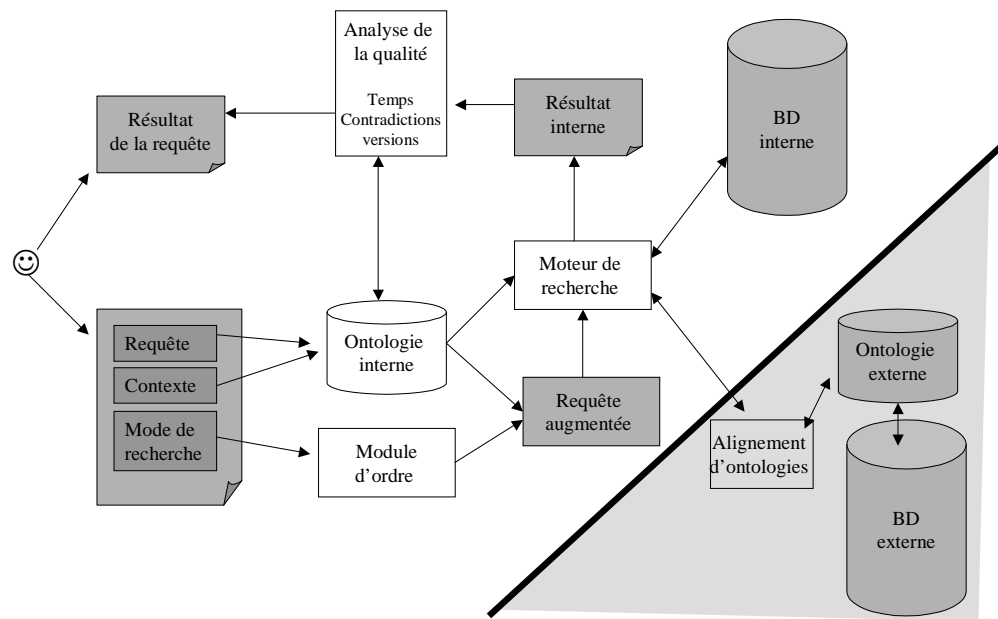 Analyse de
la qualité
Temps
Contradictions
versions
Résultat
de la requête
Résultat
interne
BD
interne
Moteur de
recherche
Requête
Contexte
Mode de
recherche
Ontologie
interne
Module
d'ordre
Requête
augmentée
Ontologie
externe
Alignement
d'ontologies
BD
externe